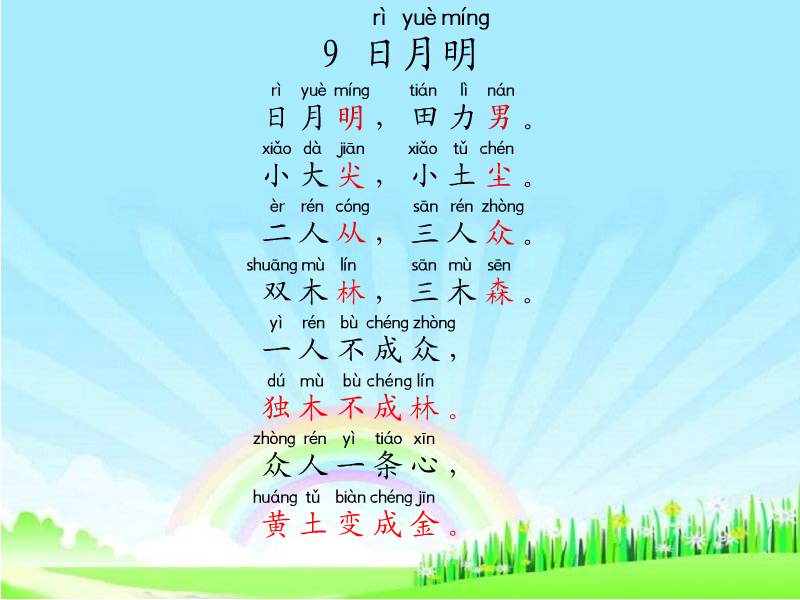 rì yuè míng
9 日月明
rì yuè míng tián lì nán
日月明，田力男。
xiǎo dà jiān xiǎo tǔ chén
小大尖，小土尘。
èr rén cóng sān rén zhòng
二人从，三人众。
shuāng mù lín sān mù sēn
双木林，三木森。
yì rén bù chéng zhòng
一人不成众，
dú mù bù chéng lín
独木不成林。
zhòng rén yì tiáo xīn
众人一条心，
huáng tǔ biàn chéng jīn
黄土变成金。